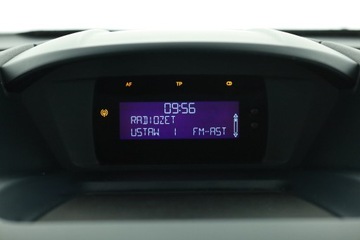 AF TP CD
09:56
RADIOZET
USTAW 1 FM-AST